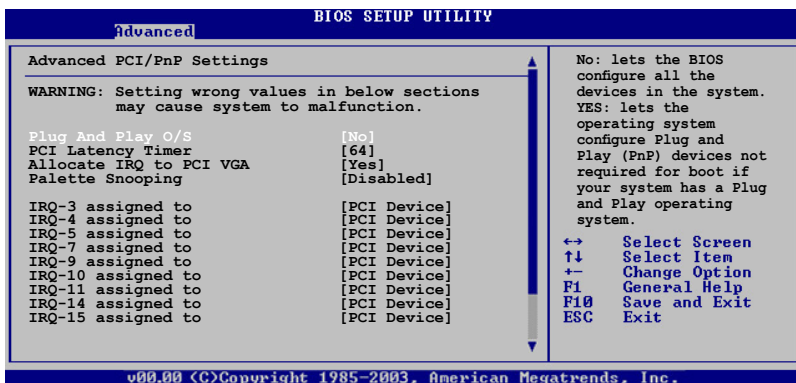 BIOS SETUP UTILITY
Advanced
Advanced PCI/PnP Settings
WARNING: Setting wrong values in below sections
may cause system to malfunction.
Plug And Play O/S [No]
PCI Latency Timer [64]
Allocate IRQ to PCI VGA [Yes]
Palette Snooping [Disabled]
IRQ-3 assigned to [PCI Device]
IRQ-4 assigned to [PCI Device]
IRQ-5 assigned to [PCI Device]
IRQ-7 assigned to [PCI Device]
IRQ-9 assigned to [PCI Device]
IRQ-10 assigned to [PCI Device]
IRQ-11 assigned to [PCI Device]
IRQ-14 assigned to [PCI Device]
IRQ-15 assigned to [PCI Device]
No: lets the BIOS
configure all the
devices in the system.
YES: lets the
operating system
configure Plug and
Play (PnP) devices not
required for boot if
your system has a Plug
and Play operating
system.
←→ Select Screen
↑↓ Select Item
+- Change Option
F1 General Help
F10 Save and Exit
ESC Exit
v00.00 (C)Copyright 1985-2003, American Megatrends, Inc.